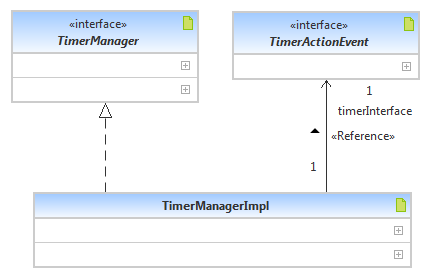 «interface»
TimerManager
«interface»
TimerActionEvent
1
timerInterface
«Reference»
1
TimerManagerImpl